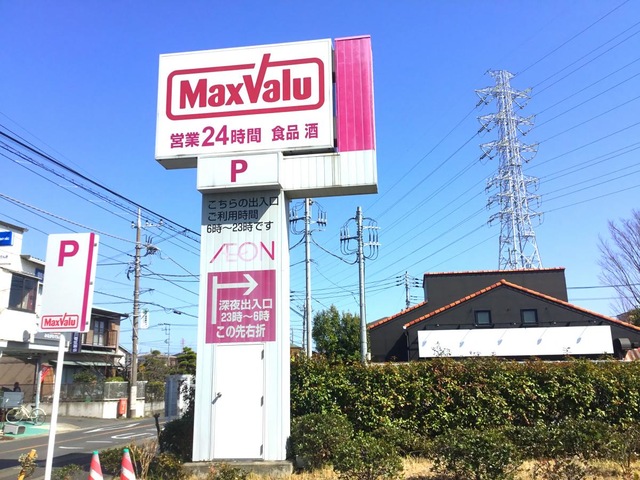 MaxValu
営業24時間 食品 酒
P
こちらの出入口
ご利用時間
6時〜23時です
AEON
深夜出入口
23時〜6時
この先右折
P
MaxValu